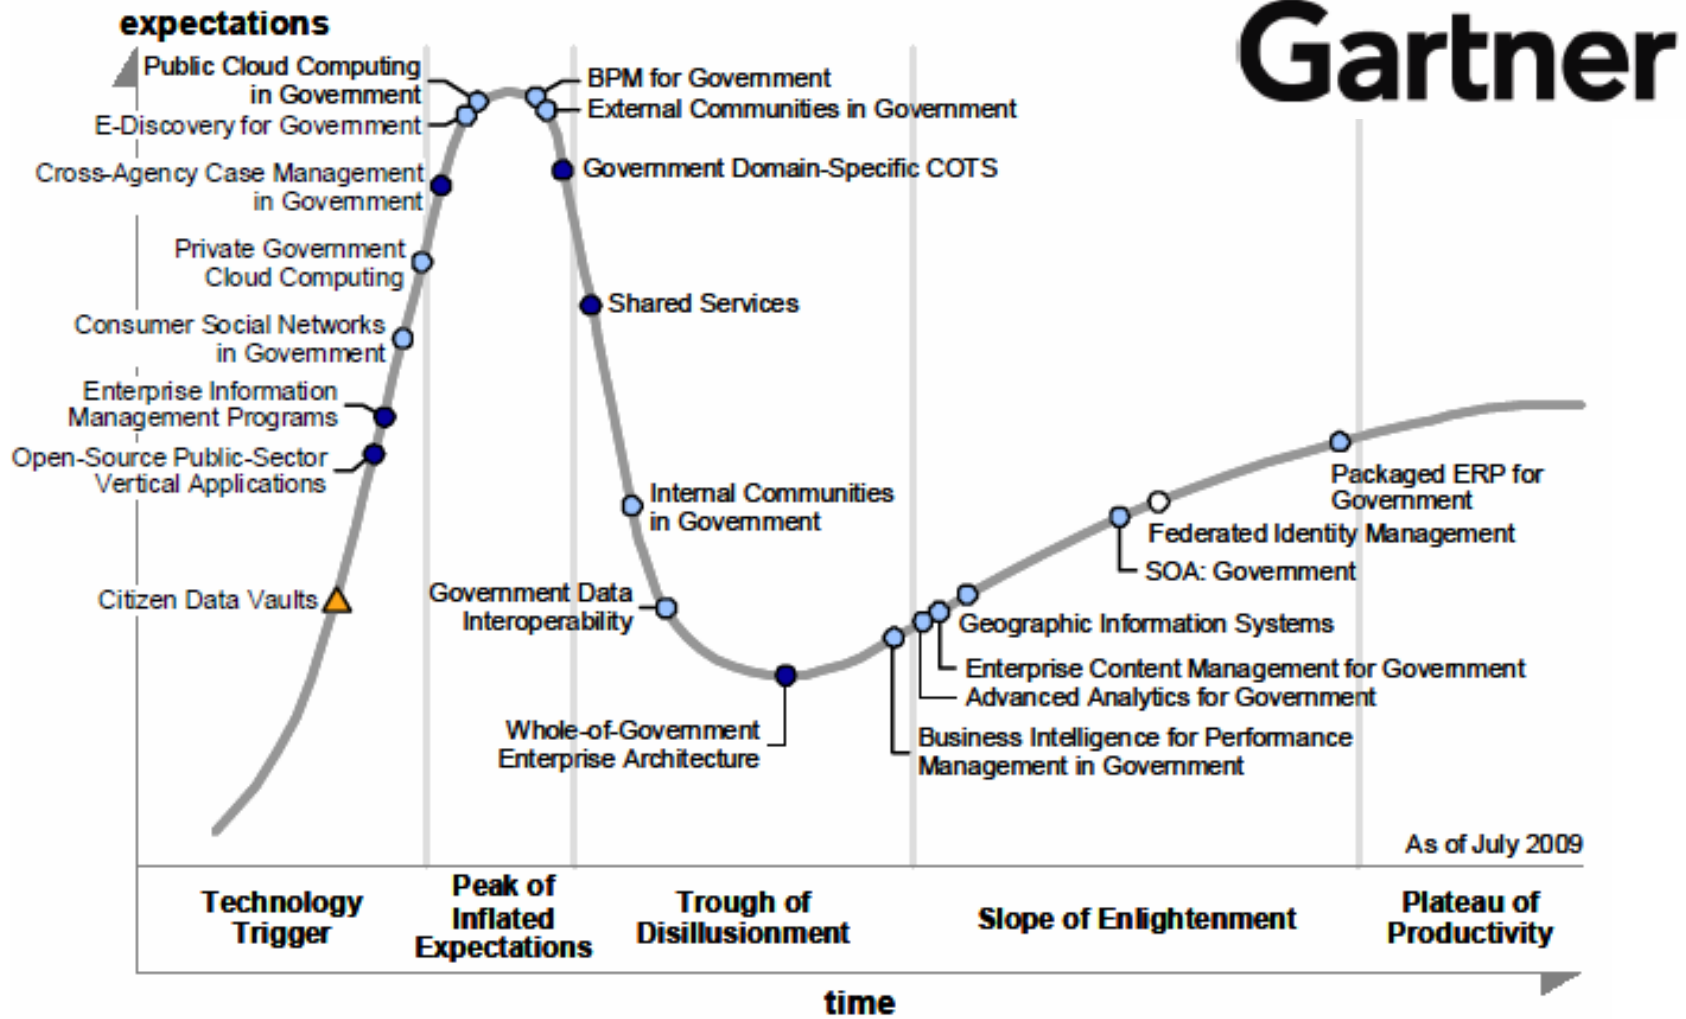 expectations
Gartner
Public Cloud Computing
in Government
E-Discovery for Government
Cross-Agency Case Management
in Government
Private Government
Cloud Computing
Consumer Social Networks
in Government
Enterprise Information
Management Programs
Open-Source Public-Sector
Vertical Applications
Citizen Data Vaults
BPM for Government
External Communities in Government
Government Domain-Specific COTS
Shared Services
Internal Communities
in Government
Government Data
Interoperability
Whole-of-Government
Enterprise Architecture
Packaged ERP for
Government
Federated Identity Management
SOA: Government
Geographic Information Systems
Enterprise Content Management for Government
Advanced Analytics for Government
Business Intelligence for Performance
Management in Government
As of July 2009
Technology
Trigger
Peak of
Inflated
Expectations
Trough of
Disillusionment
Slope of Enlightenment
Plateau of
Productivity
time